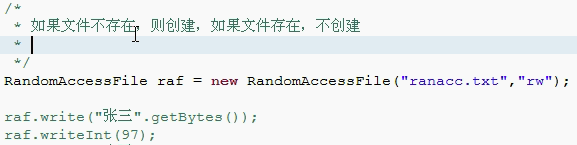 /*
* 如果文件不存在，则创建，如果文件存在，不创建
*
*/
RandomAccessFile raf = new RandomAccessFile("ranacc.txt","rw");
raf.write("张三".getBytes());
raf.writeInt(97);